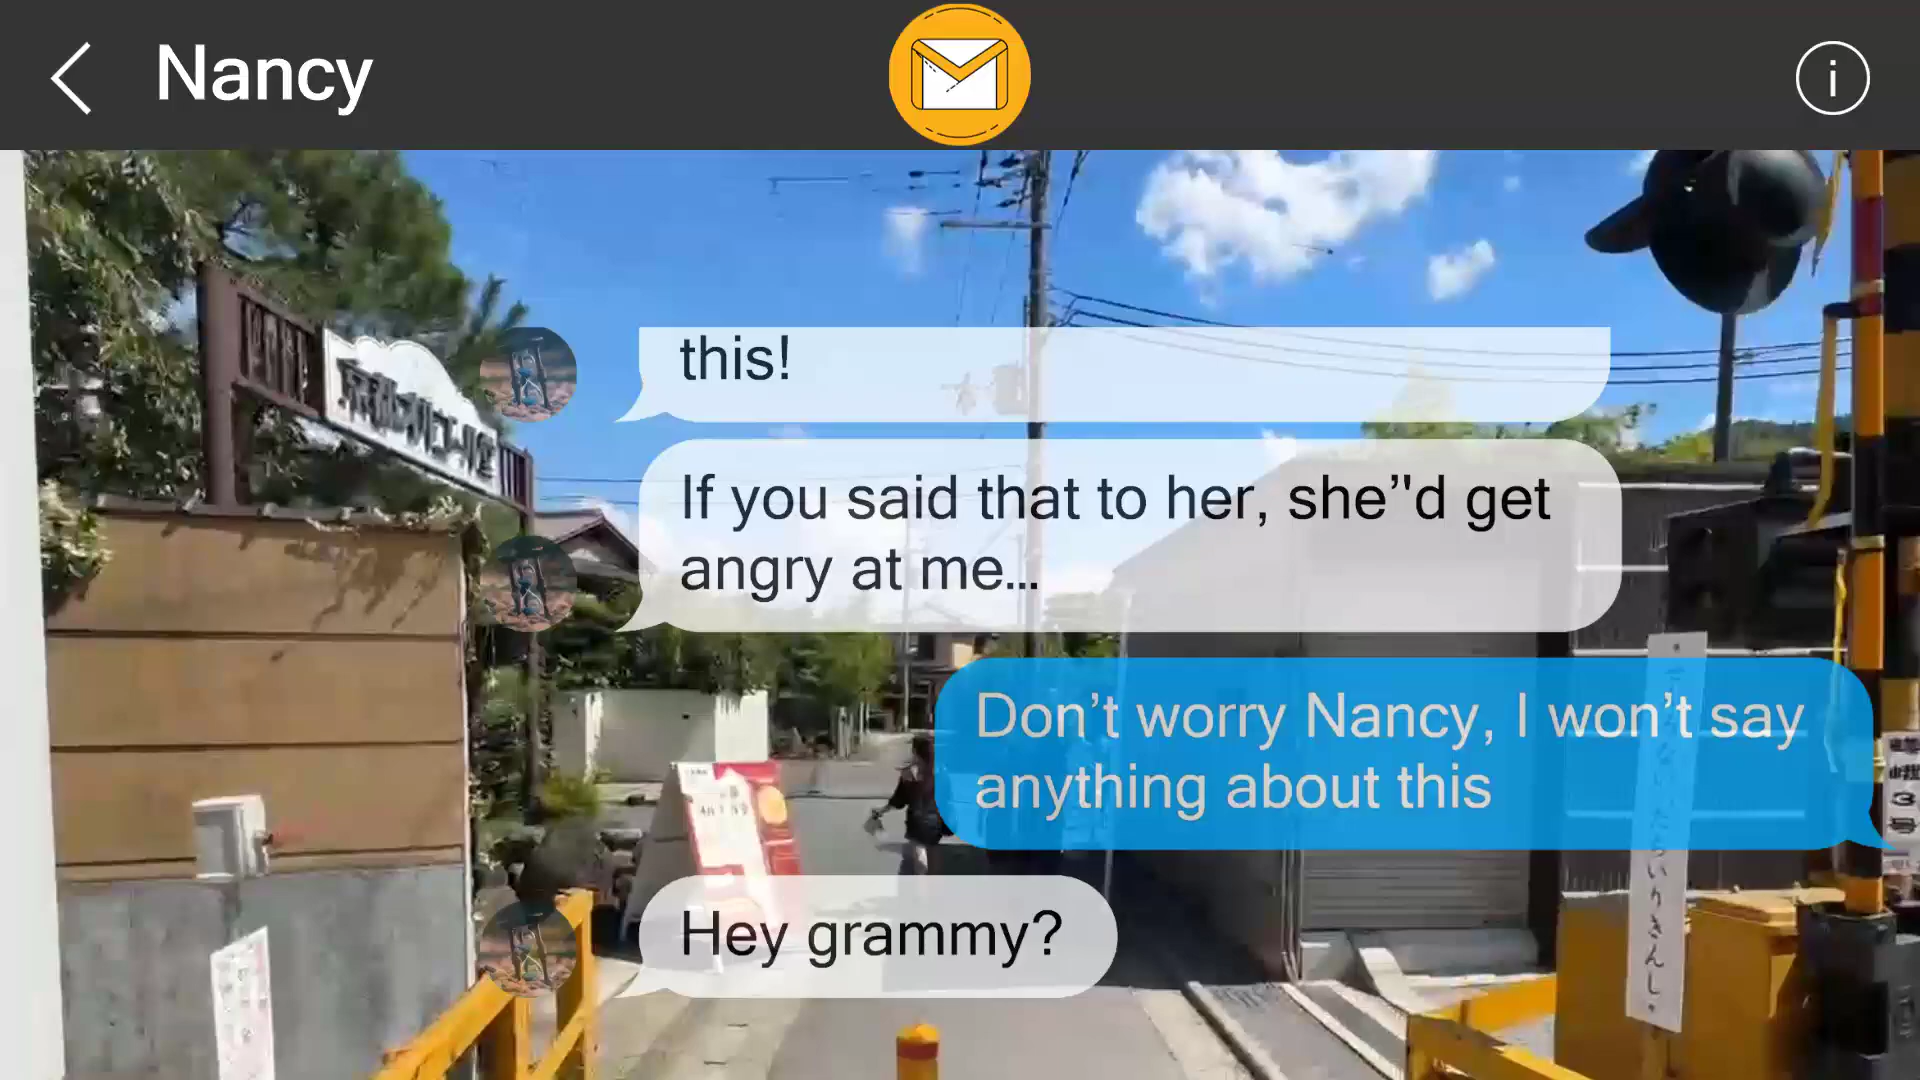 Nancy
this!
If you said that to her, she’'d get
angry at me...
Don’t worry Nancy, I won’t say
anything about this
Hey grammy?